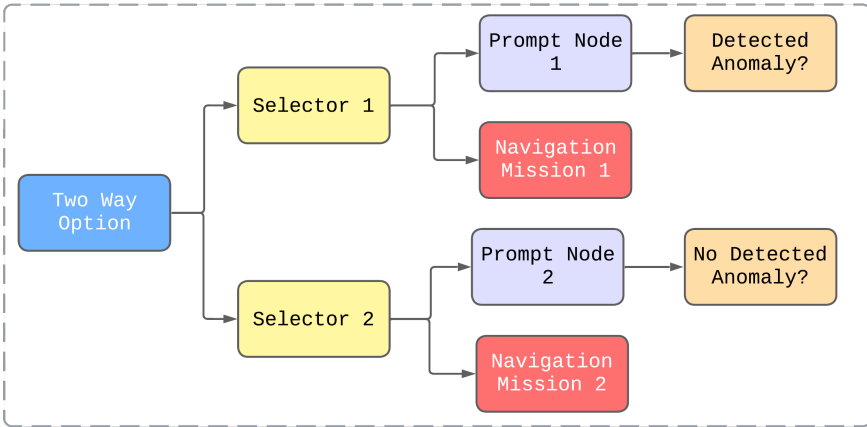 Two Way
Option
Selector 1
Prompt Node
1
Detected
Anomaly?
Navigation
Mission 1
Selector 2
Prompt Node
2
No Detected
Anomaly?
Navigation
Mission 2